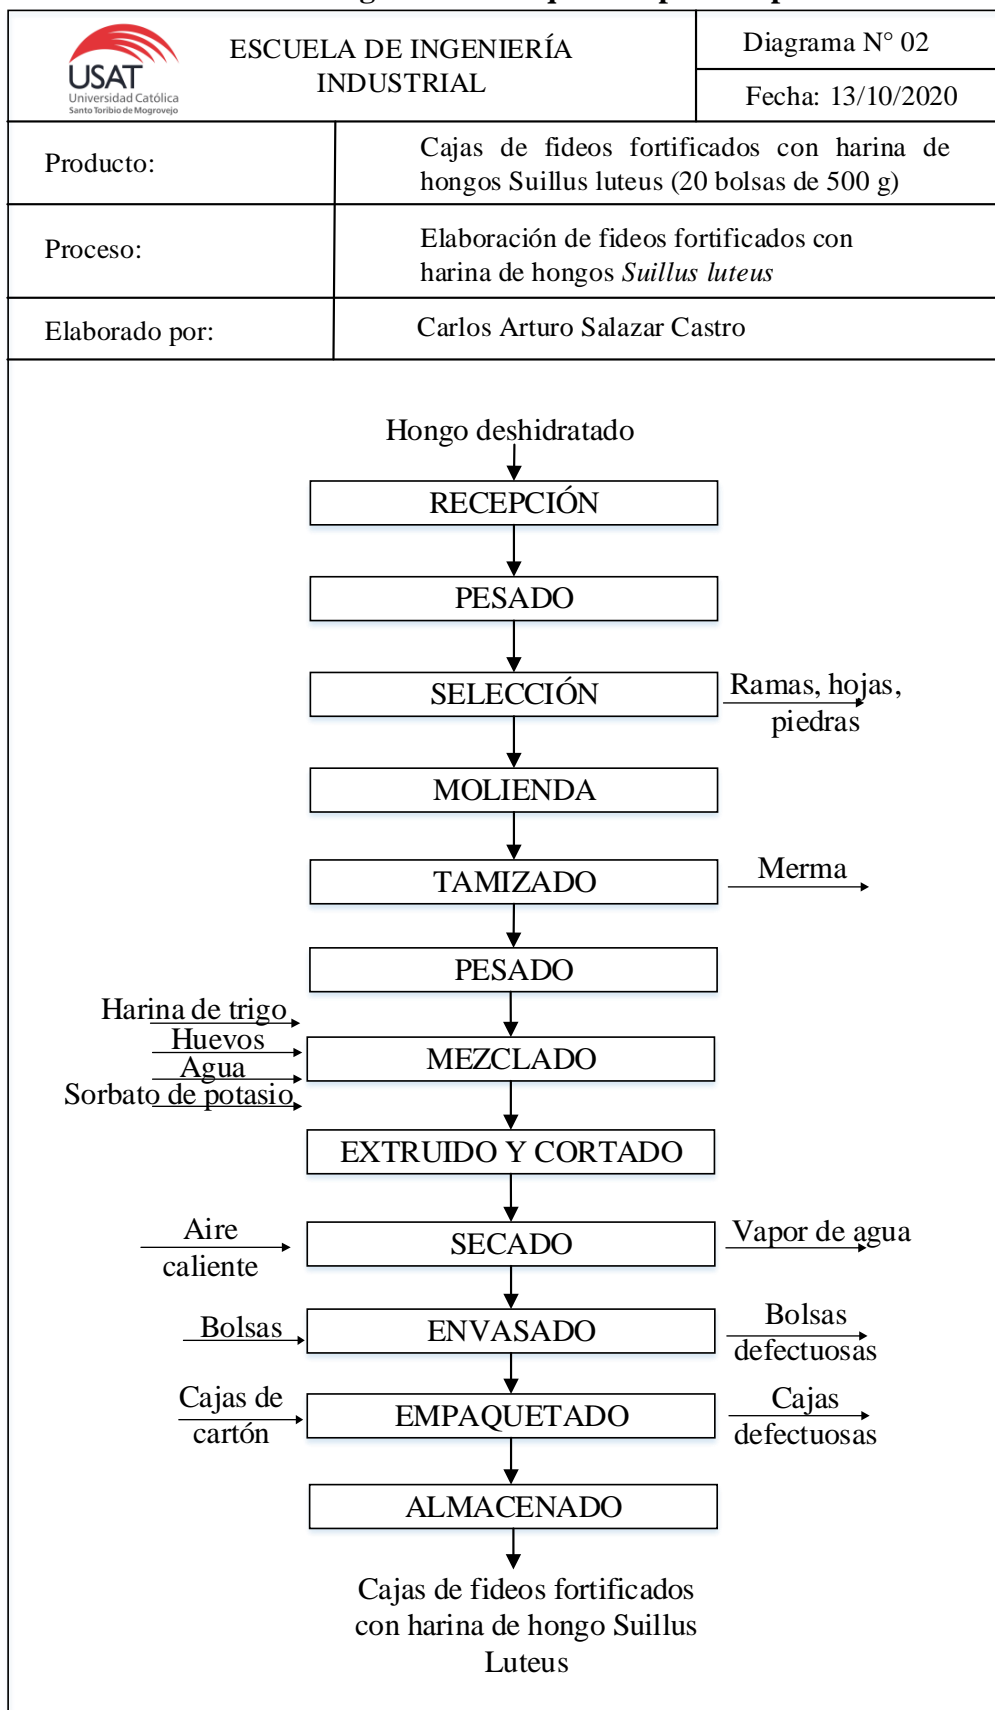 USAT
Universidad Católica
Santo Toribio de Mogrovejo
ESCUELA DE INGENIERÍA
INDUSTRIAL
Diagrama N° 02
Fecha: 13/10/2020
Producto:
Cajas de fideos fortificados con harina de
hongos Suillus luteus (20 bolsas de 500 g)
Proceso:
Elaboración de fideos fortificados con
harina de hongos Suillus luteus
Elaborado por:
Carlos Arturo Salazar Castro
Hongo deshidratado
RECEPCIÓN
PESADO
SELECCIÓN
Ramas, hojas,
piedras
MOLIENDA
TAMIZADO
Merma
PESADO
Harina de trigo
Huevos
Agua
Sorbato de potasio
MEZCLADO
EXTRUIDO Y CORTADO
Aire
caliente
SECADO
Vapor de agua
Bolsas
ENVASADO
Bolsas
defectuosas
Cajas de
cartón
EMPAQUETADO
Cajas
defectuosas
ALMACENADO
Cajas de fideos fortificados
con harina de hongo Suillus
Luteus